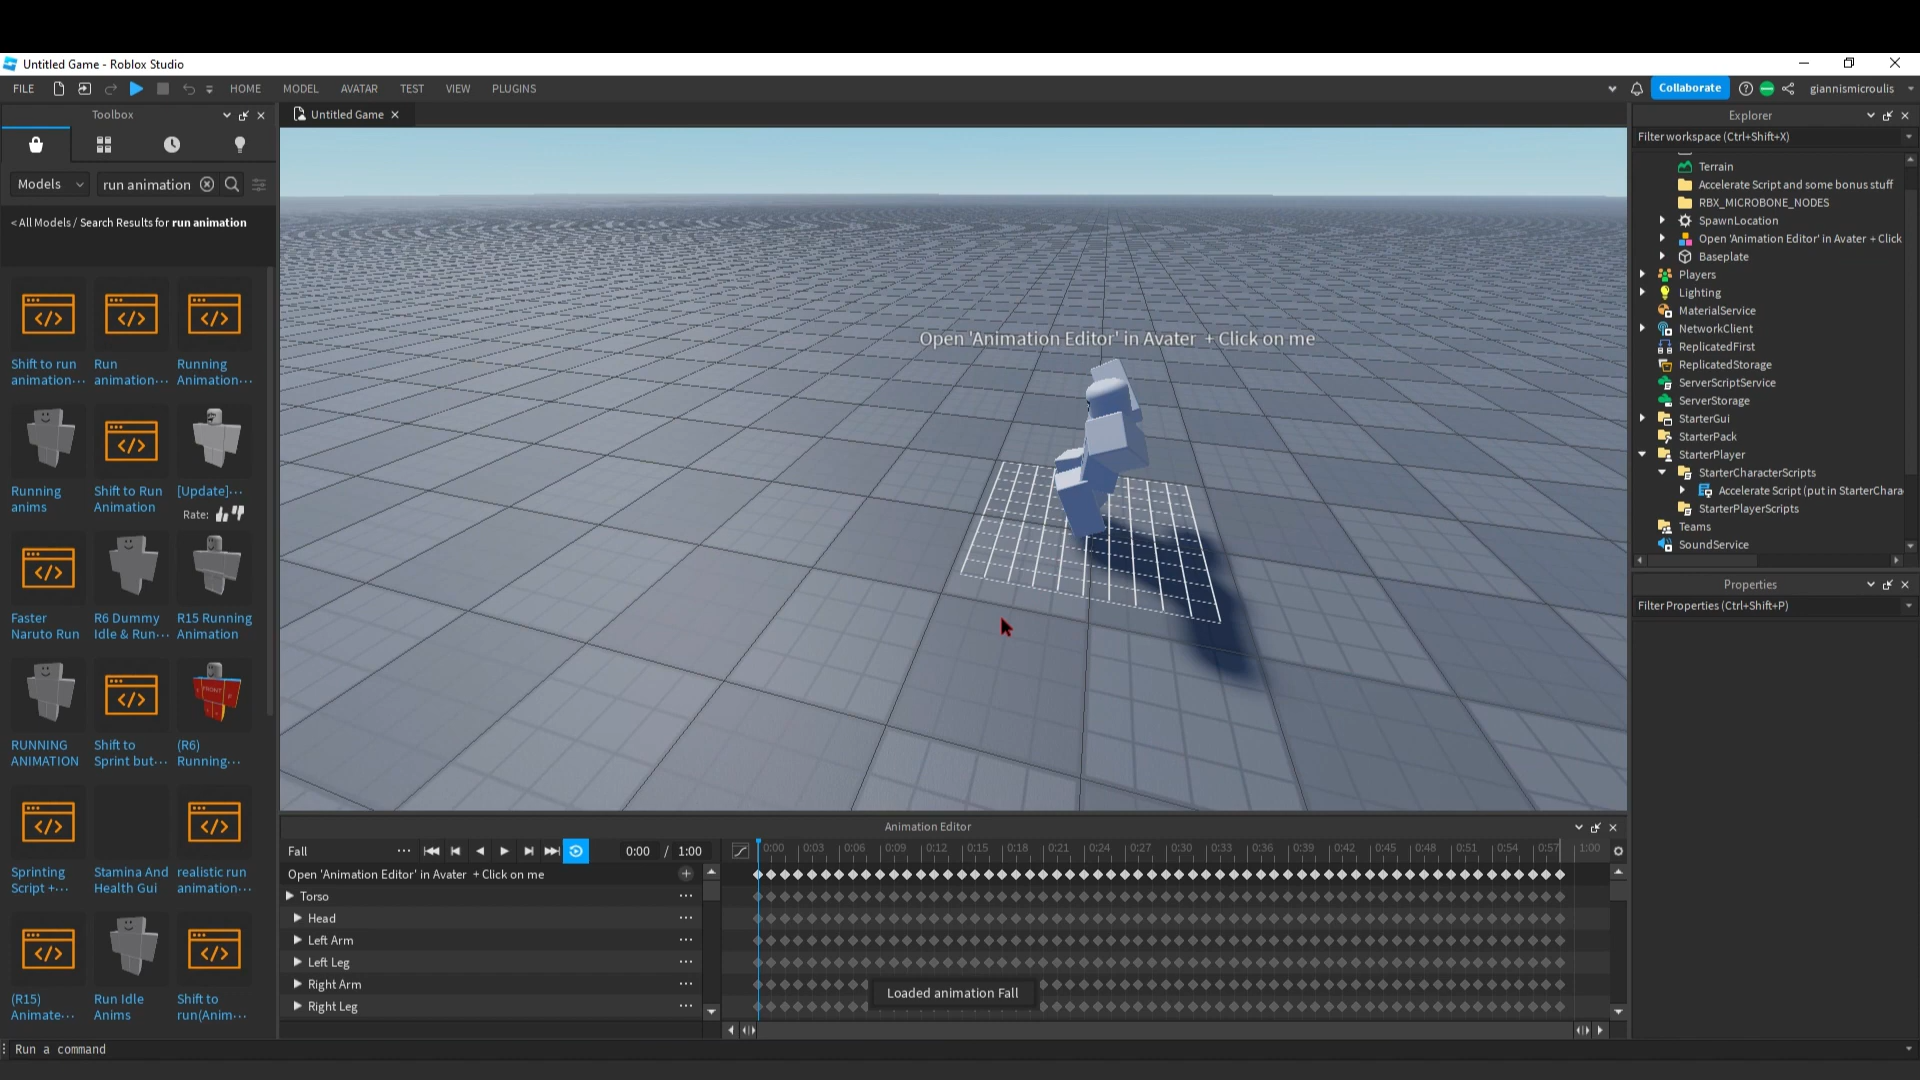 Untitled Game - Roblox Studio
FILE HOME MODEL AVATAR TEST VIEW PLUGINS Collaborate giannismicroulis
Toolbox
Untitled Game
Models run animation
< All Models / Search Results for run animation
Shift to run animation...
Run animation...
Running Animation...
Running anims
Shift to Run Animation
[Update]...
Rate:
Faster Naruto Run
R6 Dummy Idle & Run...
R15 Running Animation
RUNNING ANIMATION
Shift to Sprint but...
(R6) Running...
FRONT
Sprinting Script +...
Stamina And Health Gui
realistic run animation...
(R15) Animate...
Run Idle Anims
Shift to run(Anim...
Open 'Animation Editor' in Avater + Click on me
Explorer
Filter workspace (Ctrl+Shift+X)
Terrain
Accelerate Script and some bonus stuff
RBX_MICROBONE_NODES
SpawnLocation
Open 'Animation Editor' in Avater + Click
Baseplate
Players
Lighting
MaterialService
NetworkClient
ReplicatedFirst
ReplicatedStorage
ServerScriptService
ServerStorage
StarterGui
StarterPack
StarterPlayer
StarterCharacterScripts
Accelerate Script (put in StarterChara
StarterPlayerScripts
Teams
SoundService
Properties
Filter Properties (Ctrl+Shift+P)
Animation Editor
Fall ... 0:00 / 1:00
0:00 0:03 0:06 0:09 0:12 0:15 0:18 0:21 0:24 0:27 0:30 0:33 0:36 0:39 0:42 0:45 0:48 0:51 0:54 0:57 1:00
Open 'Animation Editor' in Avater + Click on me
Torso
Head
Left Arm
Left Leg
Right Arm
Right Leg
Loaded animation Fall
Run a command